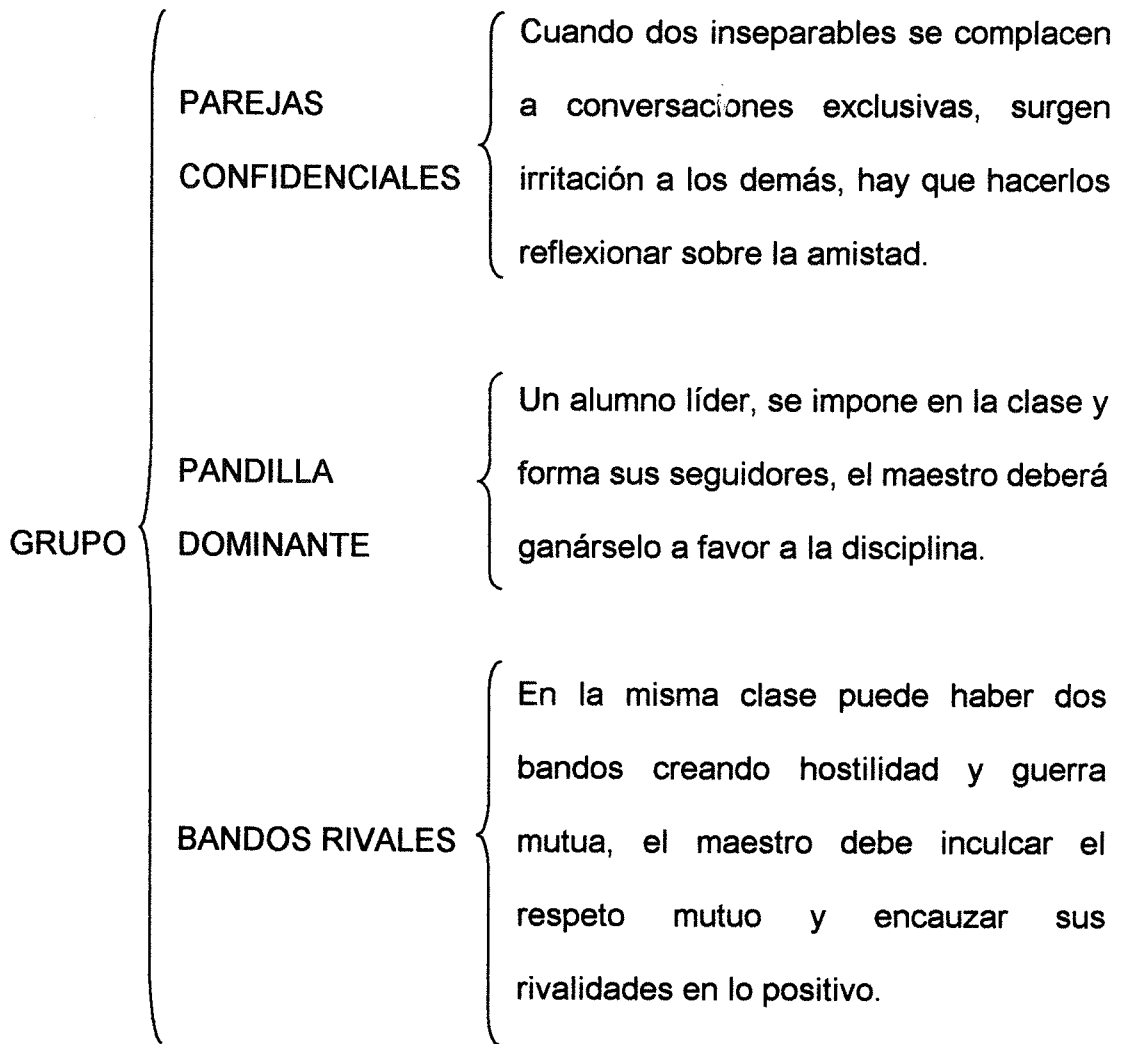 GRUPO
PAREJAS
CONFIDENCIALES
Cuando dos inseparables se complacen
a conversaciones exclusivas, surgen
irritación a los demás, hay que hacerlos
reflexionar sobre la amistad.
PANDILLA
DOMINANTE
Un alumno líder, se impone en la clase y
forma sus seguidores, el maestro deberá
ganárselo a favor a la disciplina.
BANDOS RIVALES
En la misma clase puede haber dos
bandos creando hostilidad y guerra
mutua, el maestro debe inculcar el
respeto mutuo y encauzar sus
rivalidades en lo positivo.